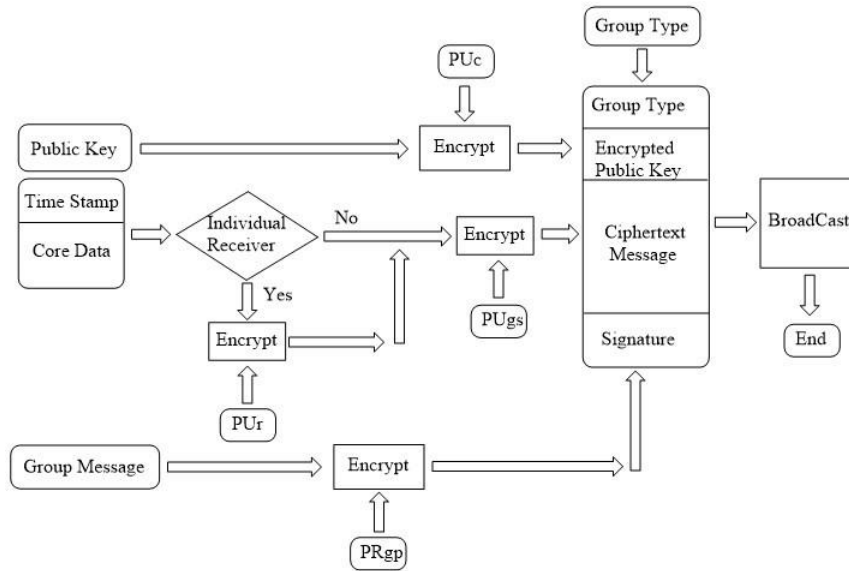 Group Type
PUc
Group Type
Public Key
Encrypt
Encrypted
Public Key
Time Stamp
Core Data
Individual
Receiver
No
Encrypt
Ciphertext
Message
BroadCast
Yes
Encrypt
PUgs
Signature
End
PUr
Group Message
Encrypt
PRgp